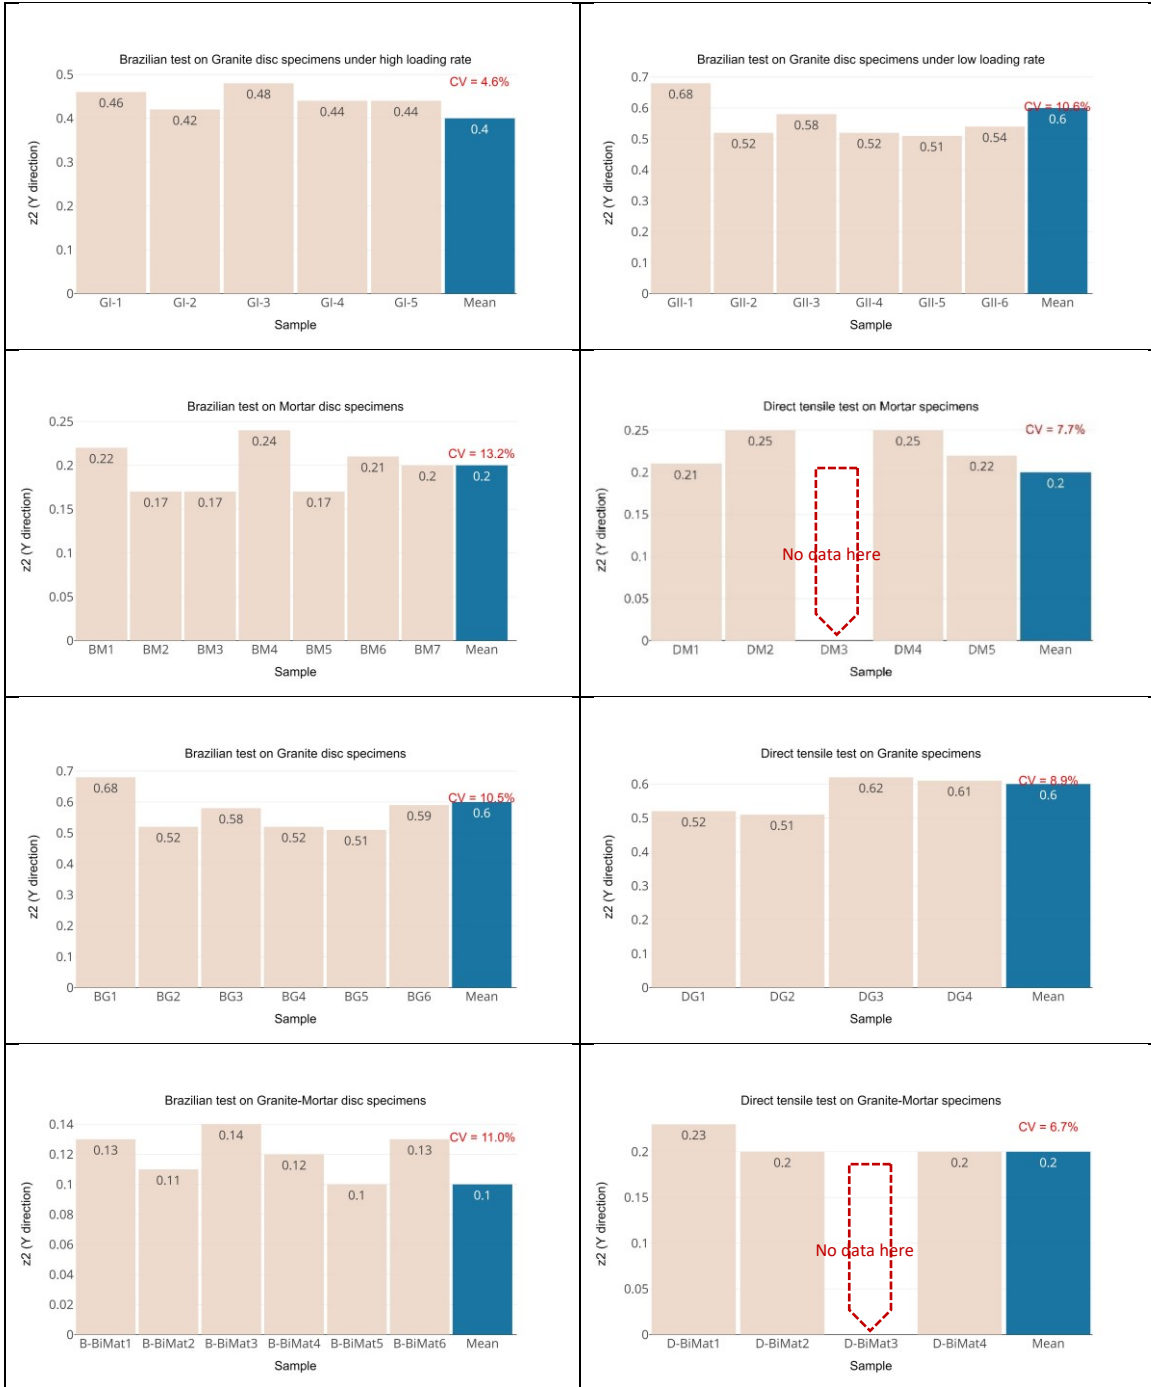 Brazilian test on Granite disc specimens under high loading rate
CV = 4.6%
z2 (Y direction)
0.5
0.4
0.3
0.2
0.1
0
0.46
0.42
0.48
0.44
0.44
0.4
GI-1 GI-2 GI-3 GI-4 GI-5 Mean
Sample
Brazilian test on Granite disc specimens under low loading rate
CV = 10.6%
z2 (Y direction)
0.7
0.6
0.5
0.4
0.3
0.2
0.1
0
0.68
0.52
0.58
0.52
0.51
0.54
0.6
GII-1 GII-2 GII-3 GII-4 GII-5 GII-6 Mean
Sample
Brazilian test on Mortar disc specimens
CV = 13.2%
z2 (Y direction)
0.25
0.2
0.15
0.1
0.05
0
0.22
0.17
0.17
0.24
0.17
0.21
0.2
0.2
BM1 BM2 BM3 BM4 BM5 BM6 BM7 Mean
Sample
Direct tensile test on Mortar specimens
CV = 7.7%
z2 (Y direction)
0.25
0.2
0.15
0.1
0.05
0
0.21
0.25
No data here
0.25
0.22
0.2
DM1 DM2 DM3 DM4 DM5 Mean
Sample
Brazilian test on Granite disc specimens
CV = 10.5%
z2 (Y direction)
0.7
0.6
0.5
0.4
0.3
0.2
0.1
0
0.68
0.52
0.58
0.52
0.51
0.59
0.6
BG1 BG2 BG3 BG4 BG5 BG6 Mean
Sample
Direct tensile test on Granite specimens
CV = 8.9%
z2 (Y direction)
0.6
0.5
0.4
0.3
0.2
0.1
0
0.52
0.51
0.62
0.61
0.6
DG1 DG2 DG3 DG4 Mean
Sample
Brazilian test on Granite-Mortar disc specimens
CV = 11.0%
z2 (Y direction)
0.14
0.12
0.1
0.08
0.06
0.04
0.02
0
0.13
0.11
0.14
0.12
0.1
0.13
0.1
B-BiMat1 B-BiMat2 B-BiMat3 B-BiMat4 B-BiMat5 B-BiMat6 Mean
Sample
Direct tensile test on Granite-Mortar specimens
CV = 6.7%
z2 (Y direction)
0.2
0.15
0.1
0.05
0
0.23
0.2
No data here
0.2
0.2
D-BiMat1 D-BiMat2 D-BiMat3 D-BiMat4 Mean
Sample